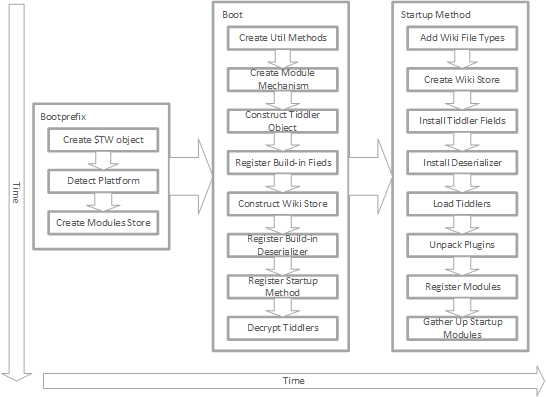 Boot
Create Util Methods
Create Module
Mechanism
Construct Tiddler
Object
Register Build-in Fieds
Construct Wiki Store
Register Build-in
Deserializer
Register Startup
Method
Decrypt Tiddlers
Startup Method
Add Wiki File Types
Create Wiki Store
Install Tiddler Fields
Install Deserializer
Load Tiddlers
Unpack Plugins
Register Modules
Gather Up Startup
Modules
Bootprefix
Create $TW object
Detect Plattform
Create Modules Store
Time
Time